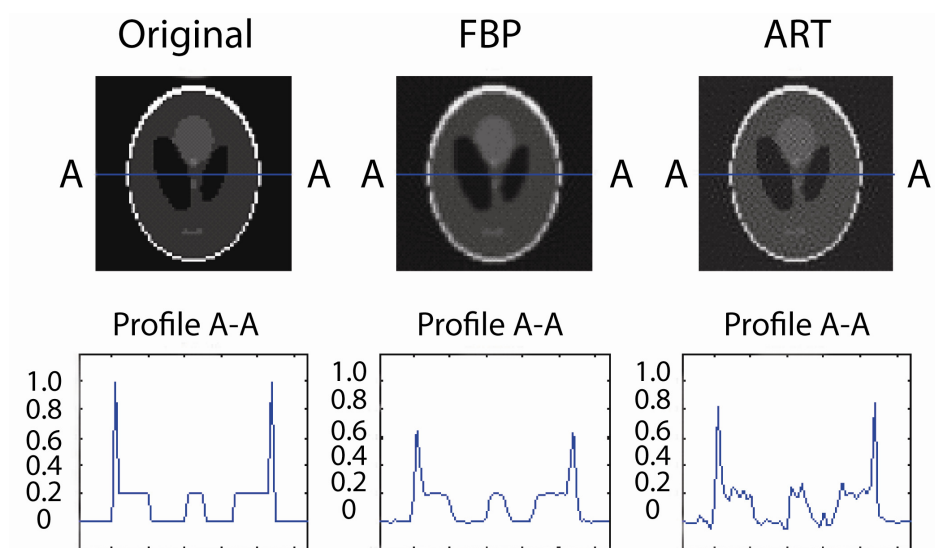 Original FBP ART
A A A A A A
Profile A-A Profile A-A Profile A-A
1.0 1.0 1.0
0.8 0.8 0.8
0.6 0.6 0.6
0.4 0.4 0.4
0.2 0.2 0.2
0 0 0